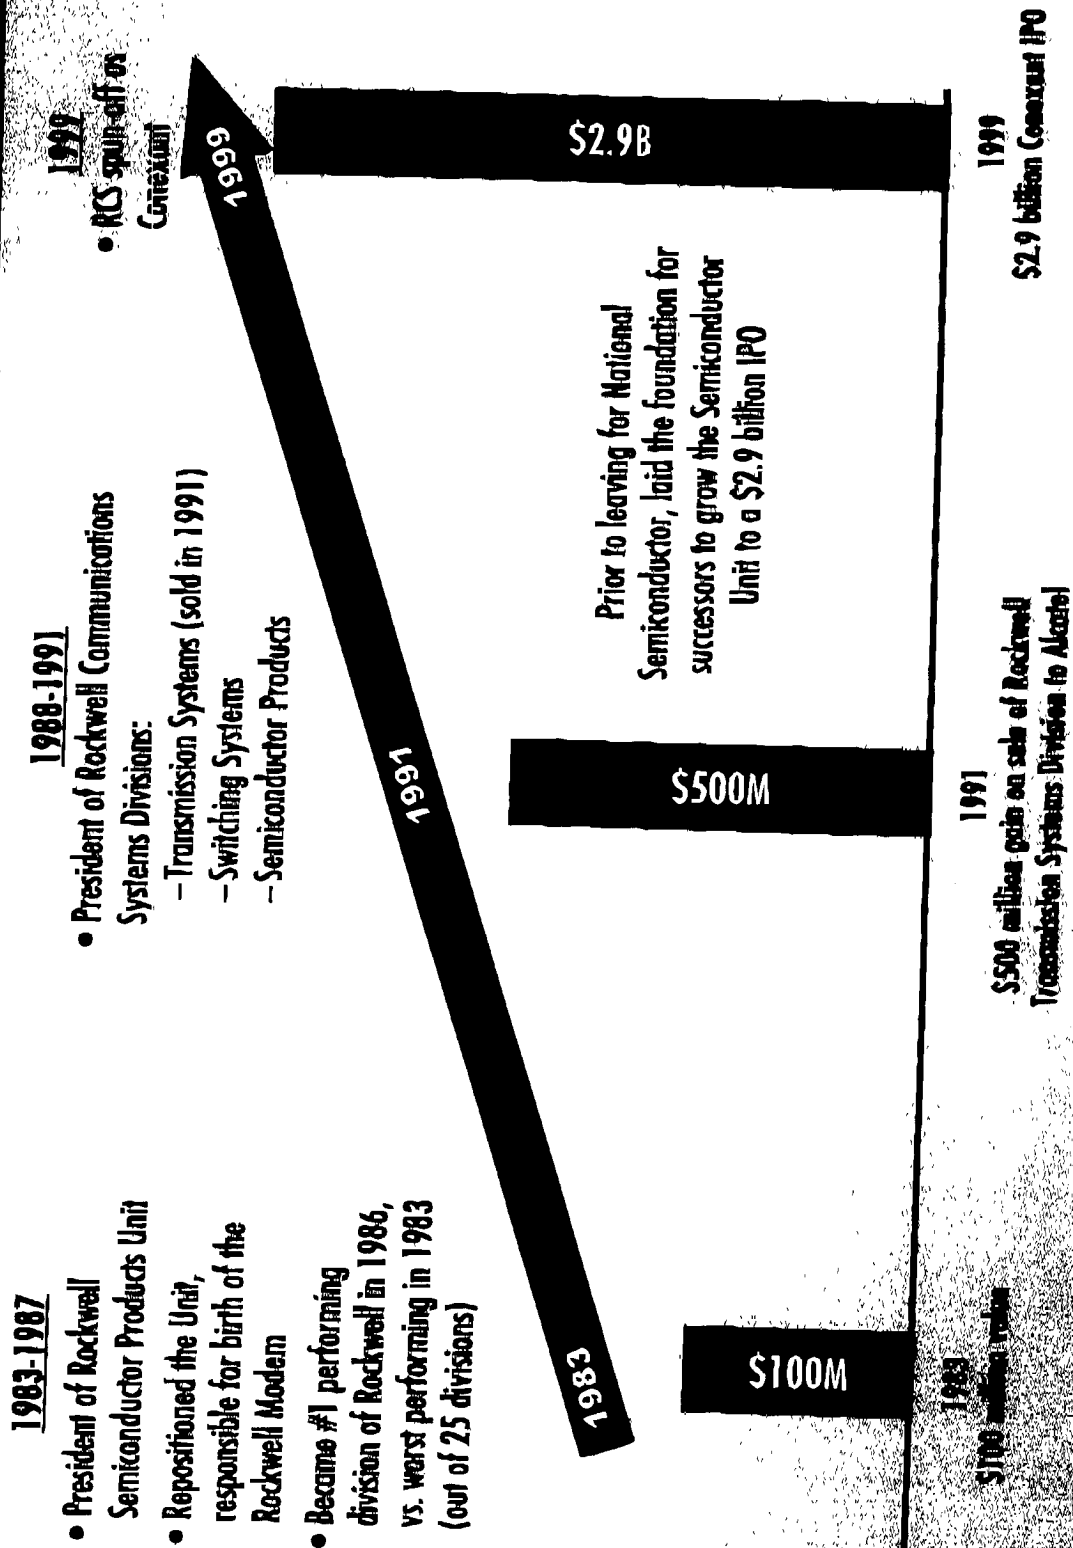 1983-1987
• President of Rockwell
Semiconductor Products Unit
• Repositioned the Unit,
responsible for birth of the
Rockwell Modem
• Became #1 performing
division of Rockwell in 1986,
vs. worst performing in 1983
(out of 25 divisions)
1988-1991
• President of Rockwell Communications
Systems Divisions:
– Transmission Systems (sold in 1991)
– Switching Systems
– Semiconductor Products
1999
• RCS spun-off as
Conexant
1983
1991
1999
$100M
$500M
$2.9B
Prior to leaving for National
Semiconductor, laid the foundation for
successors to grow the Semiconductor
Unit to a $2.9 billion IPO
1983
$100 million value
1991
$500 million gain on sale of Rockwell
Transmission Systems Division to Alcatel
1999
$2.9 billion Conexant IPO